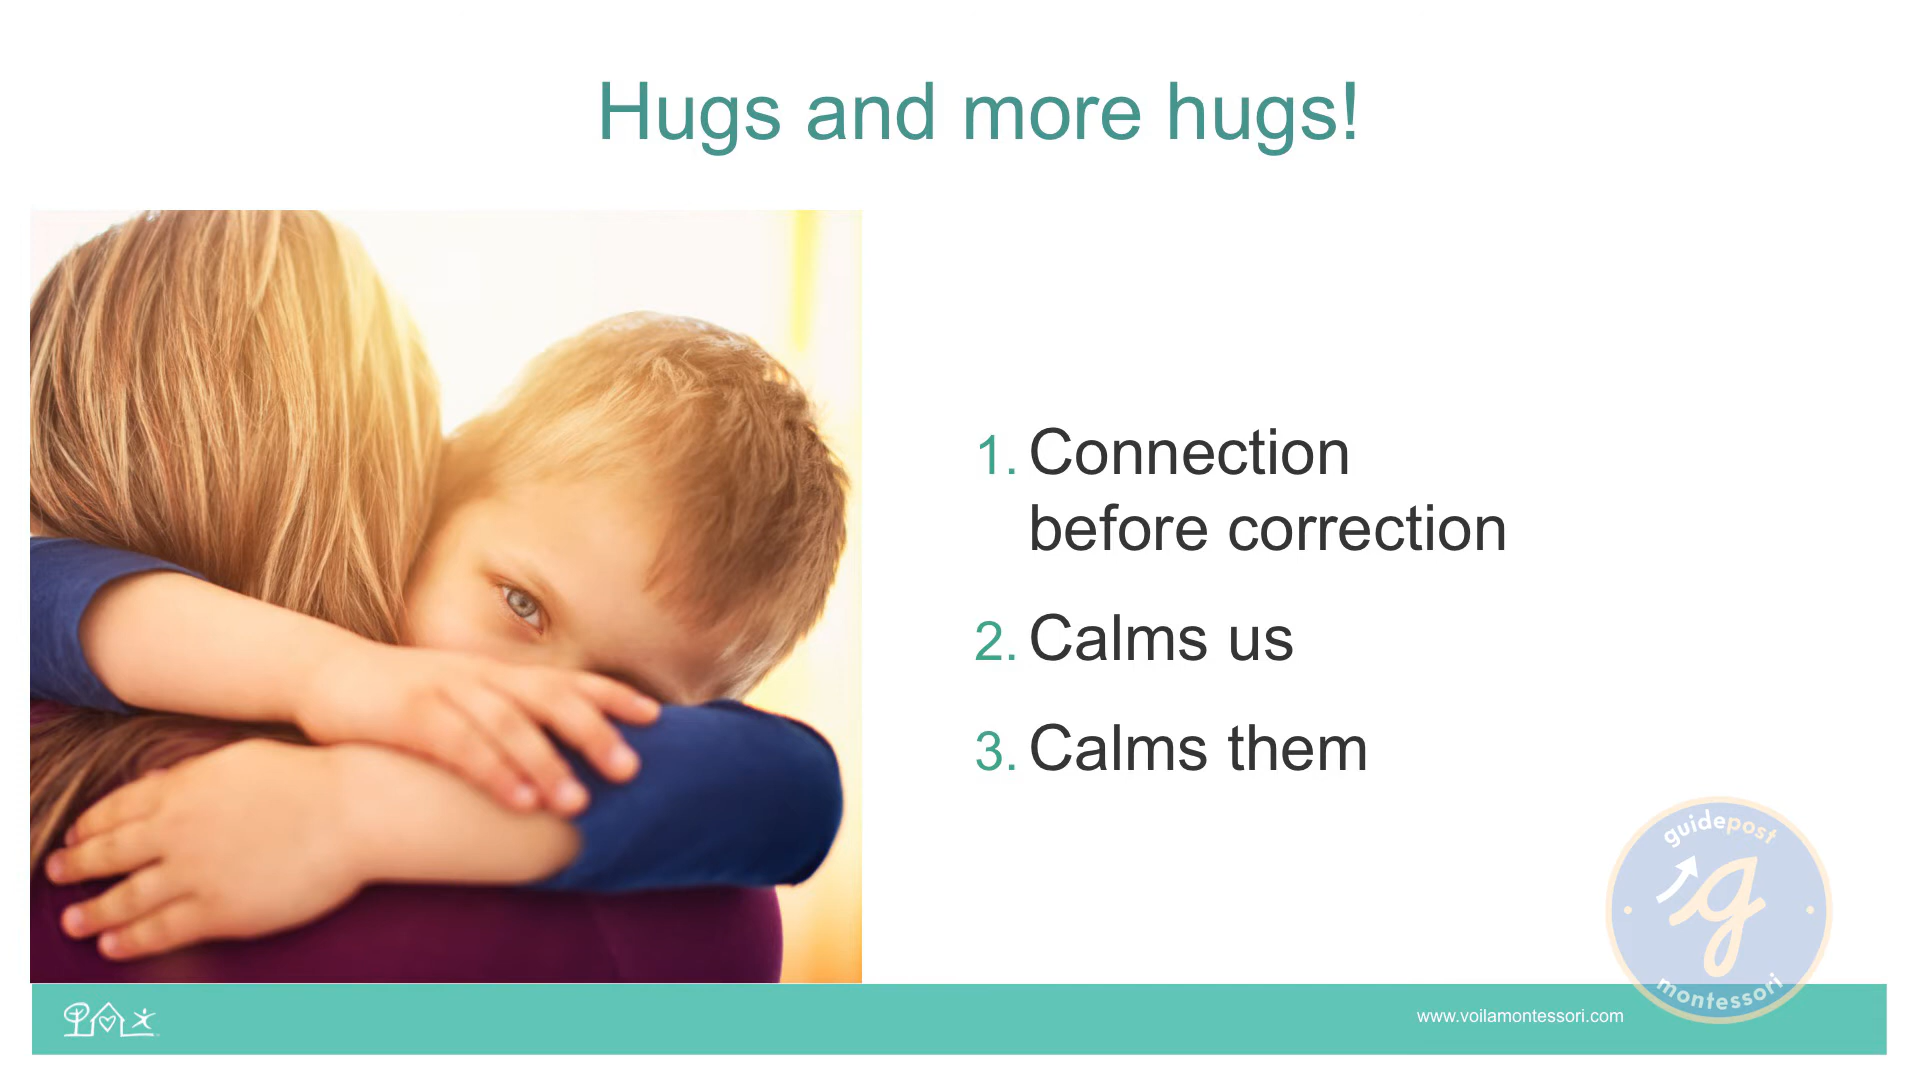 Hugs and more hugs!
1. Connection
before correction
2. Calms us
3. Calms them
guidepost
g
montessori
www.voilamontessori.com